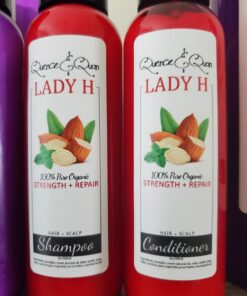 Quence & Quon
LADY H
100% Pure Organic
STRENGTH + REPAIR
HAIR + SCALP
Shampoo
Quence & Quon
LADY H
100% Pure Organic
STRENGTH + REPAIR
HAIR + SCALP
Conditioner